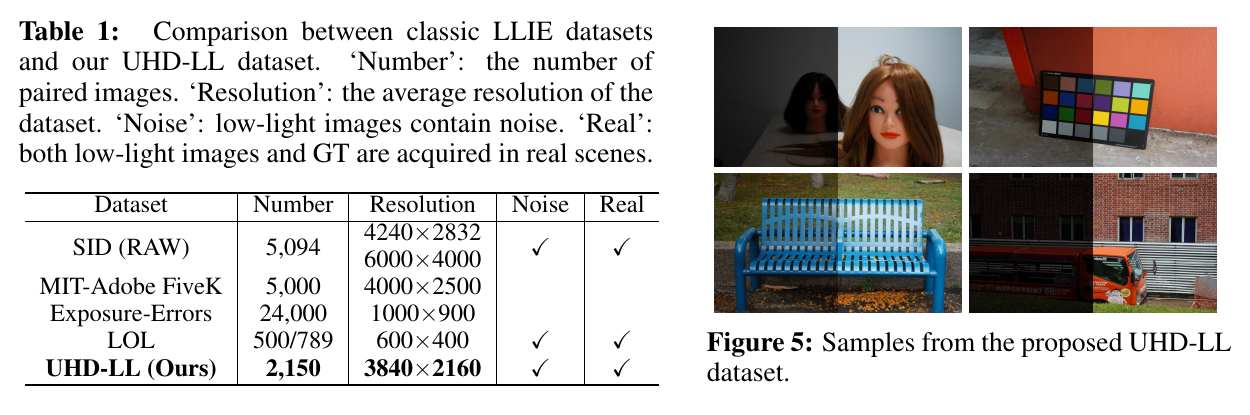 Table 1: Comparison between classic LLIE datasets
and our UHD-LL dataset. ‘Number’: the number of
paired images. ‘Resolution’: the average resolution of the
dataset. ‘Noise’: low-light images contain noise. ‘Real’:
both low-light images and GT are acquired in real scenes.
Dataset Number Resolution Noise Real
SID (RAW) 5,094 4240×2832 ✓ ✓
6000×4000
MIT-Adobe FiveK 5,000 4000×2500
Exposure-Errors 24,000 1000×900
LOL 500/789 600×400 ✓ ✓
UHD-LL (Ours) 2,150 3840×2160 ✓ ✓
NIPPON PAINT
Figure 5: Samples from the proposed UHD-LL
dataset.